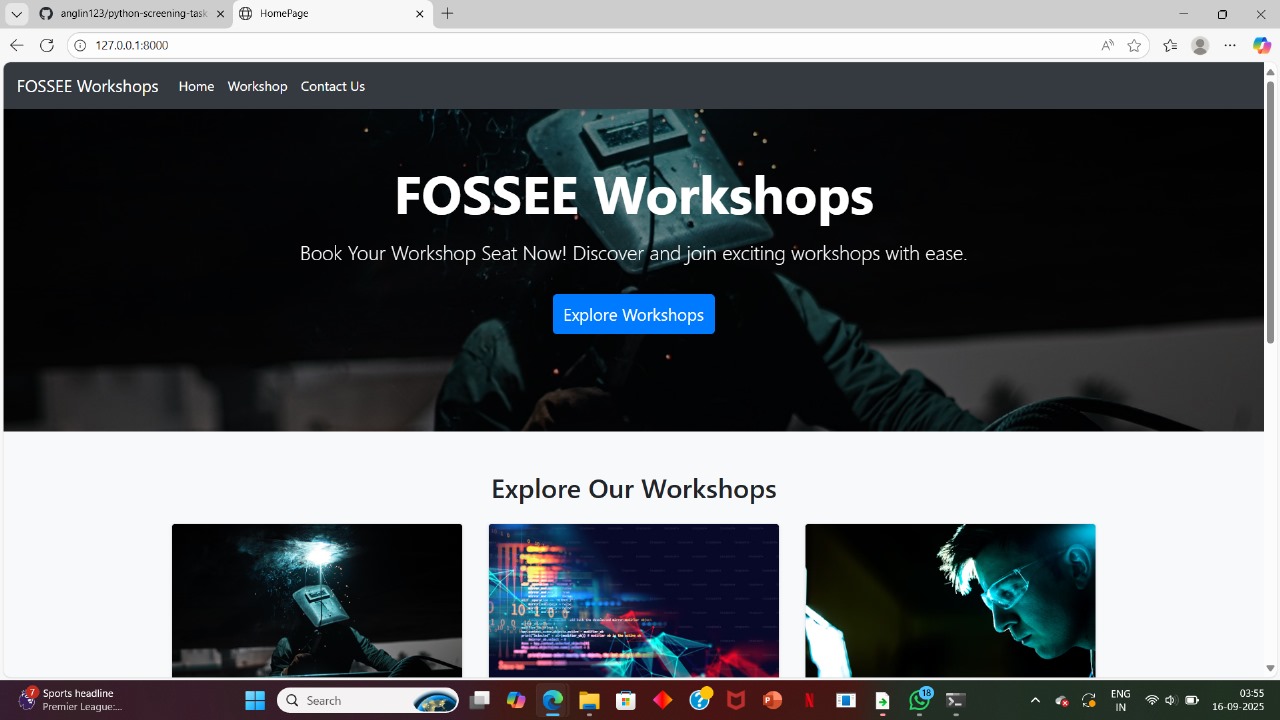 anglin123/python-screening-task
HomePage
127.0.0.1:8000
FOSSEE Workshops
Home Workshop Contact Us
FOSSEE Workshops
Book Your Workshop Seat Now! Discover and join exciting workshops with ease.
Explore Workshops
Explore Our Workshops
7
Sports headline
Premier League:...
Search
18
ENG
IN
03:55
16-09-2025